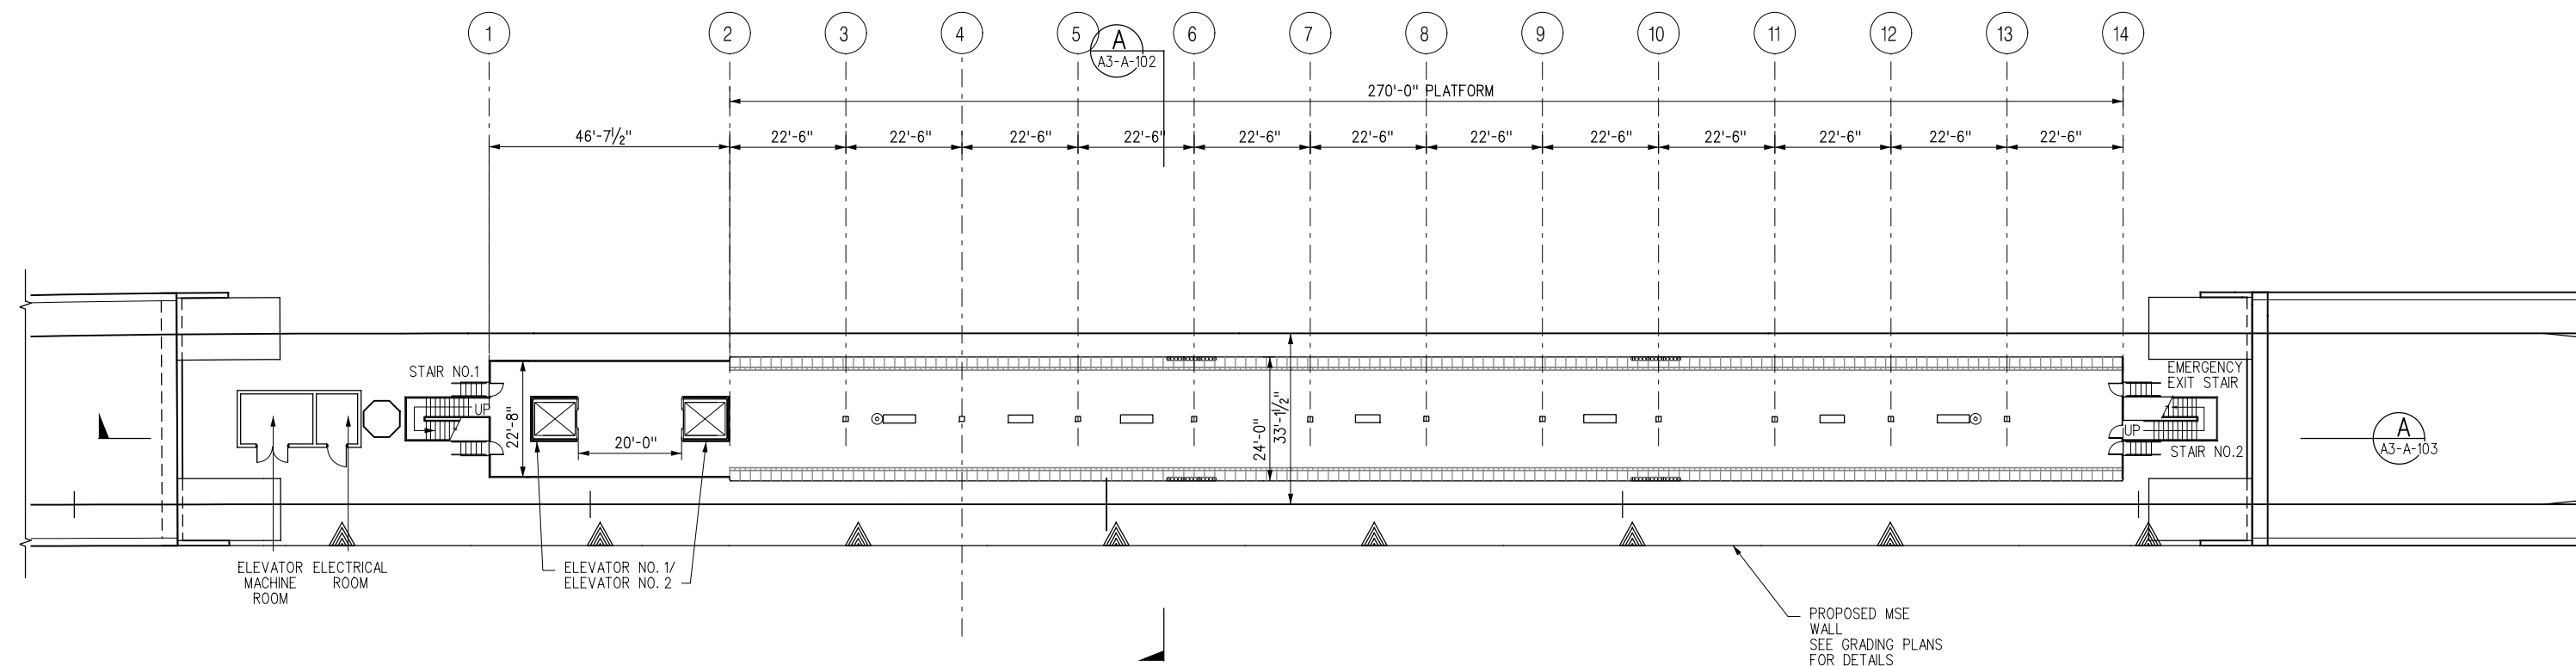 1
2
3
4
5
6
7
8
9
10
11
12
13
14
A
A3-A-102
270'-0" PLATFORM
46'-7½"
22'-6"
22'-6"
22'-6"
22'-6"
22'-6"
22'-6"
22'-6"
22'-6"
22'-6"
22'-6"
22'-6"
22'-6"
STAIR NO.1
UP
22'-8"
20'-0"
24'-0"
33'-1½"
EMERGENCY
EXIT STAIR
UP
STAIR NO.2
A
A3-A-103
ELEVATOR
MACHINE
ROOM
ELECTRICAL
ROOM
ELEVATOR NO. 1/
ELEVATOR NO. 2
PROPOSED MSE
WALL
SEE GRADING PLANS
FOR DETAILS